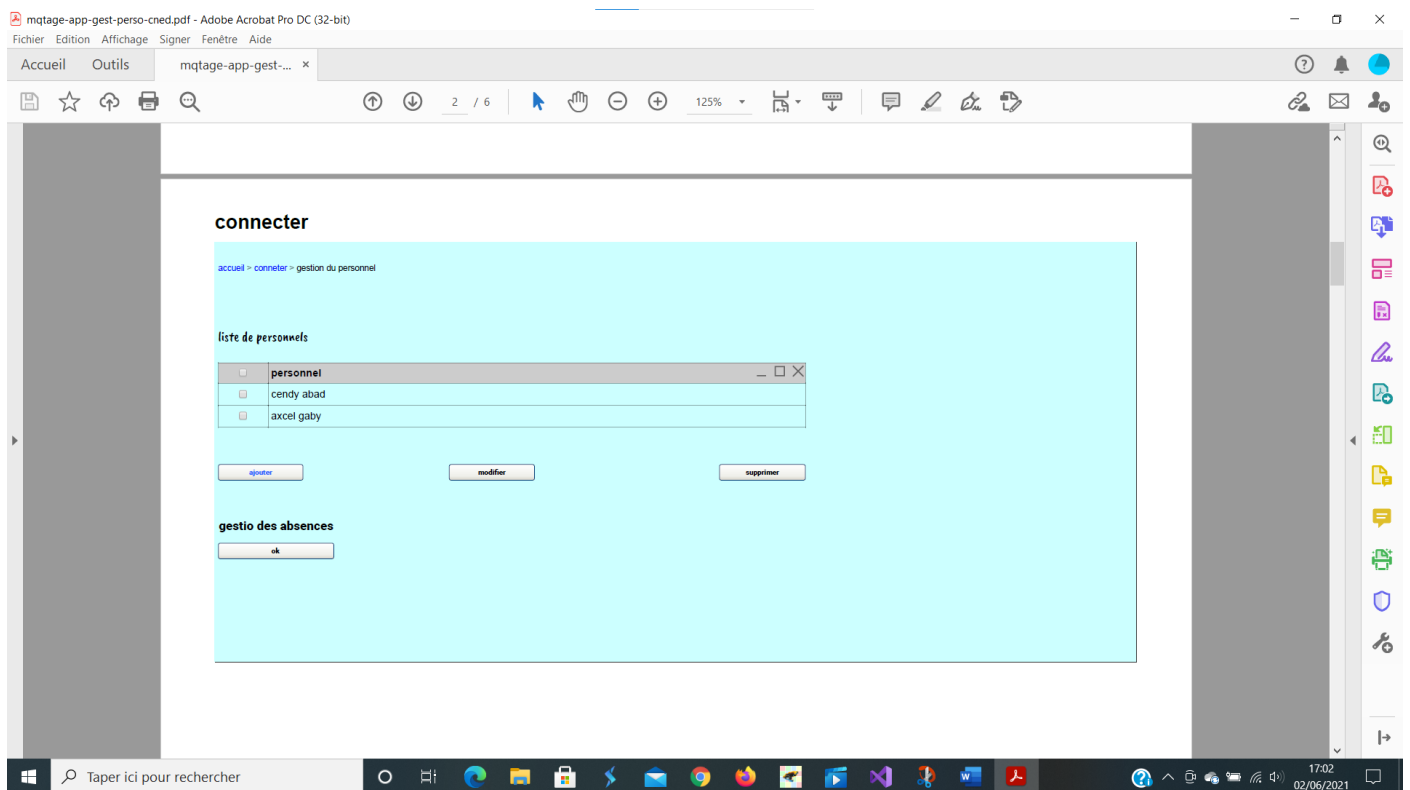 mqtage-app-gest-perso-cned.pdf - Adobe Acrobat Pro DC (32-bit)
Fichier Edition Affichage Signer Fenêtre Aide
Accueil Outils mqtage-app-gest-... ×
2 / 6 125%
connecter
accueil > conneter > gestion du personnel
liste de personnels
personnel
cendy abad
axcel gaby
ajouter modifier supprimer
gestio des absences
ok
Taper ici pour rechercher
17:02
02/06/2021